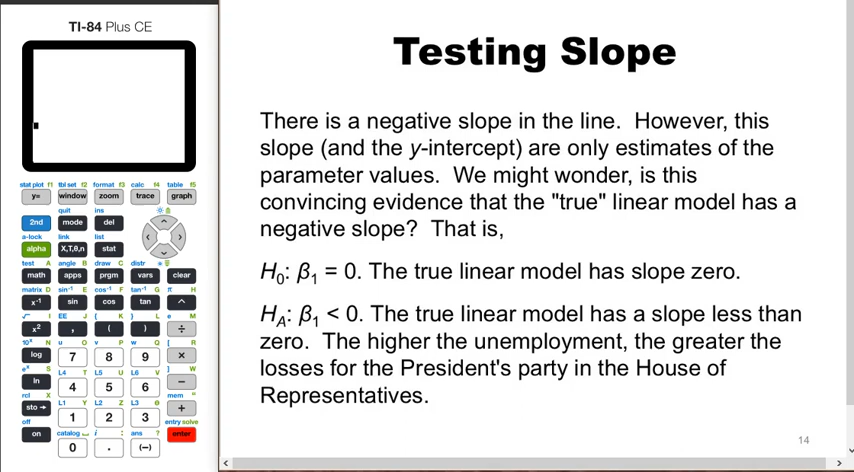 TI-84 Plus CE
stat plot f1 tbl set f2 format f3 calc f4 table f5
y= window zoom trace graph
quit ins
2nd mode del
a-lock link list
alpha X,T,θ,n stat
test A angle B draw C distr
math apps prgm vars clear
matrix D sin⁻¹ E cos⁻¹ F tan⁻¹ G π H
x⁻¹ sin cos tan ^
√ I EE J { K } L e M
x² , ( ) ÷
10ˣ N u O v P w Q [ R
log 7 8 9 ×
eˣ S L4 T L5 U L6 V ] W
ln 4 5 6 −
rcl X L1 Y L2 Z L3 θ mem "
sto → 1 2 3 +
off catalog i : ans ? entry solve
on 0 . (−) enter
Testing Slope
There is a negative slope in the line. However, this
slope (and the y-intercept) are only estimates of the
parameter values. We might wonder, is this
convincing evidence that the "true" linear model has a
negative slope? That is,
H₀: β₁ = 0. The true linear model has slope zero.
H_A: β₁ < 0. The true linear model has a slope less than
zero. The higher the unemployment, the greater the
losses for the President's party in the House of
Representatives.
14